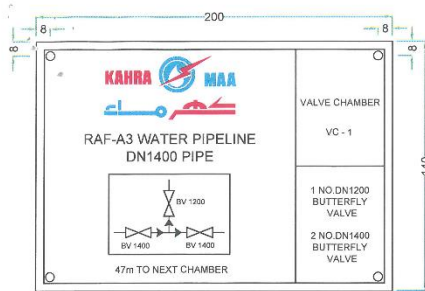 200
8
8
8
8
KAHRA MAA
كهرماء
RAF-A3 WATER PIPELINE
DN1400 PIPE
BV 1200
BV 1400
BV 1400
47m TO NEXT CHAMBER
VALVE CHAMBER
VC - 1
1 NO.DN1200
BUTTERFLY
VALVE
2 NO.DN1400
BUTTERFLY
VALVE